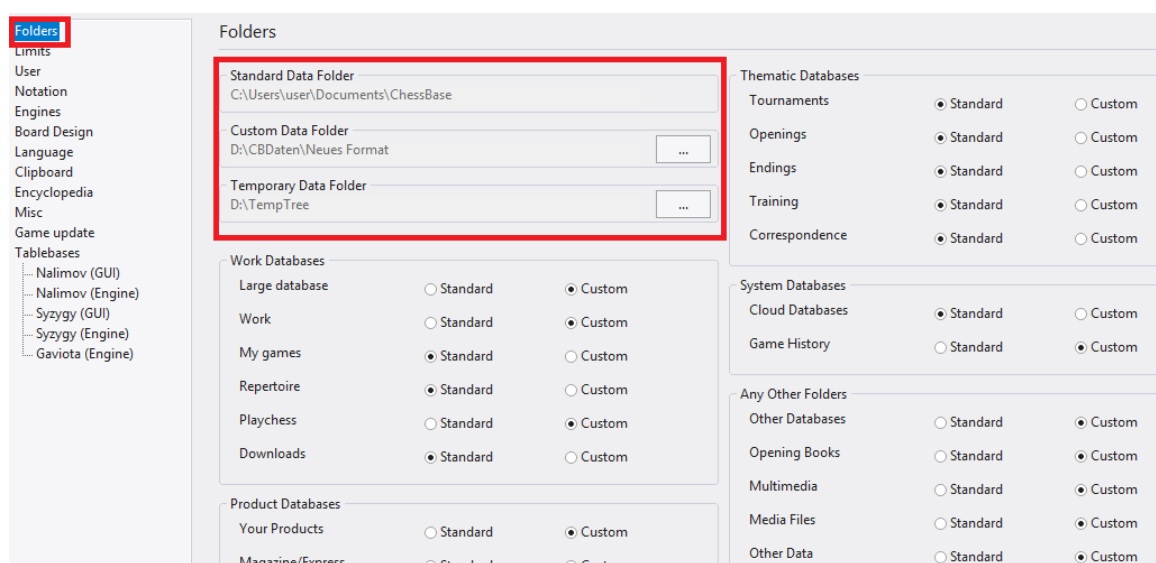 Folders
Limits
User
Notation
Engines
Board Design
Language
Clipboard
Encyclopedia
Misc
Game update
Tablebases
Nalimov (GUI)
Nalimov (Engine)
Syzygy (GUI)
Syzygy (Engine)
Gaviota (Engine)
Folders
Standard Data Folder
C:\Users\user\Documents\ChessBase
Custom Data Folder
D:\CBDaten\Neues Format
...
Temporary Data Folder
D:\TempTree
...
Work Databases
Large database Standard Custom
Work Standard Custom
My games Standard Custom
Repertoire Standard Custom
Playchess Standard Custom
Downloads Standard Custom
Product Databases
Your Products Standard Custom
Magazine/Express Standard Custom
Thematic Databases
Tournaments Standard Custom
Openings Standard Custom
Endings Standard Custom
Training Standard Custom
Correspondence Standard Custom
System Databases
Cloud Databases Standard Custom
Game History Standard Custom
Any Other Folders
Other Databases Standard Custom
Opening Books Standard Custom
Multimedia Standard Custom
Media Files Standard Custom
Other Data Standard Custom